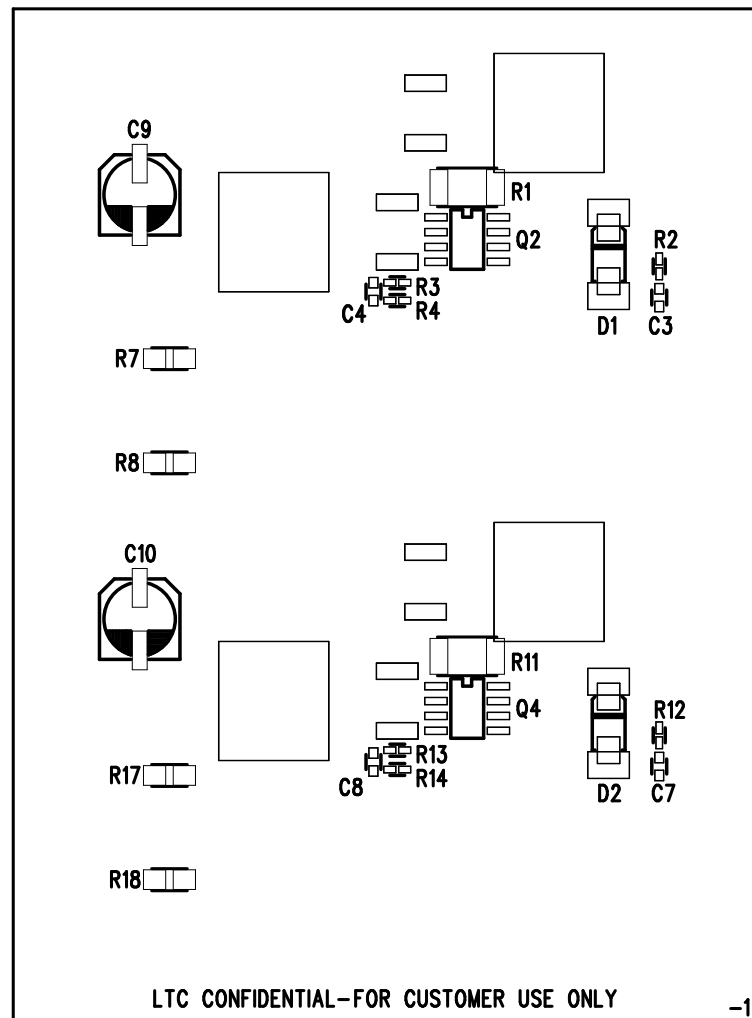 C9
R1
Q2
R2
R3
C4
R4
D1
C3
R7
R8
C10
R11
Q4
R12
R13
C8
R14
D2
C7
R17
R18
LTC CONFIDENTIAL-FOR CUSTOMER USE ONLY
-1